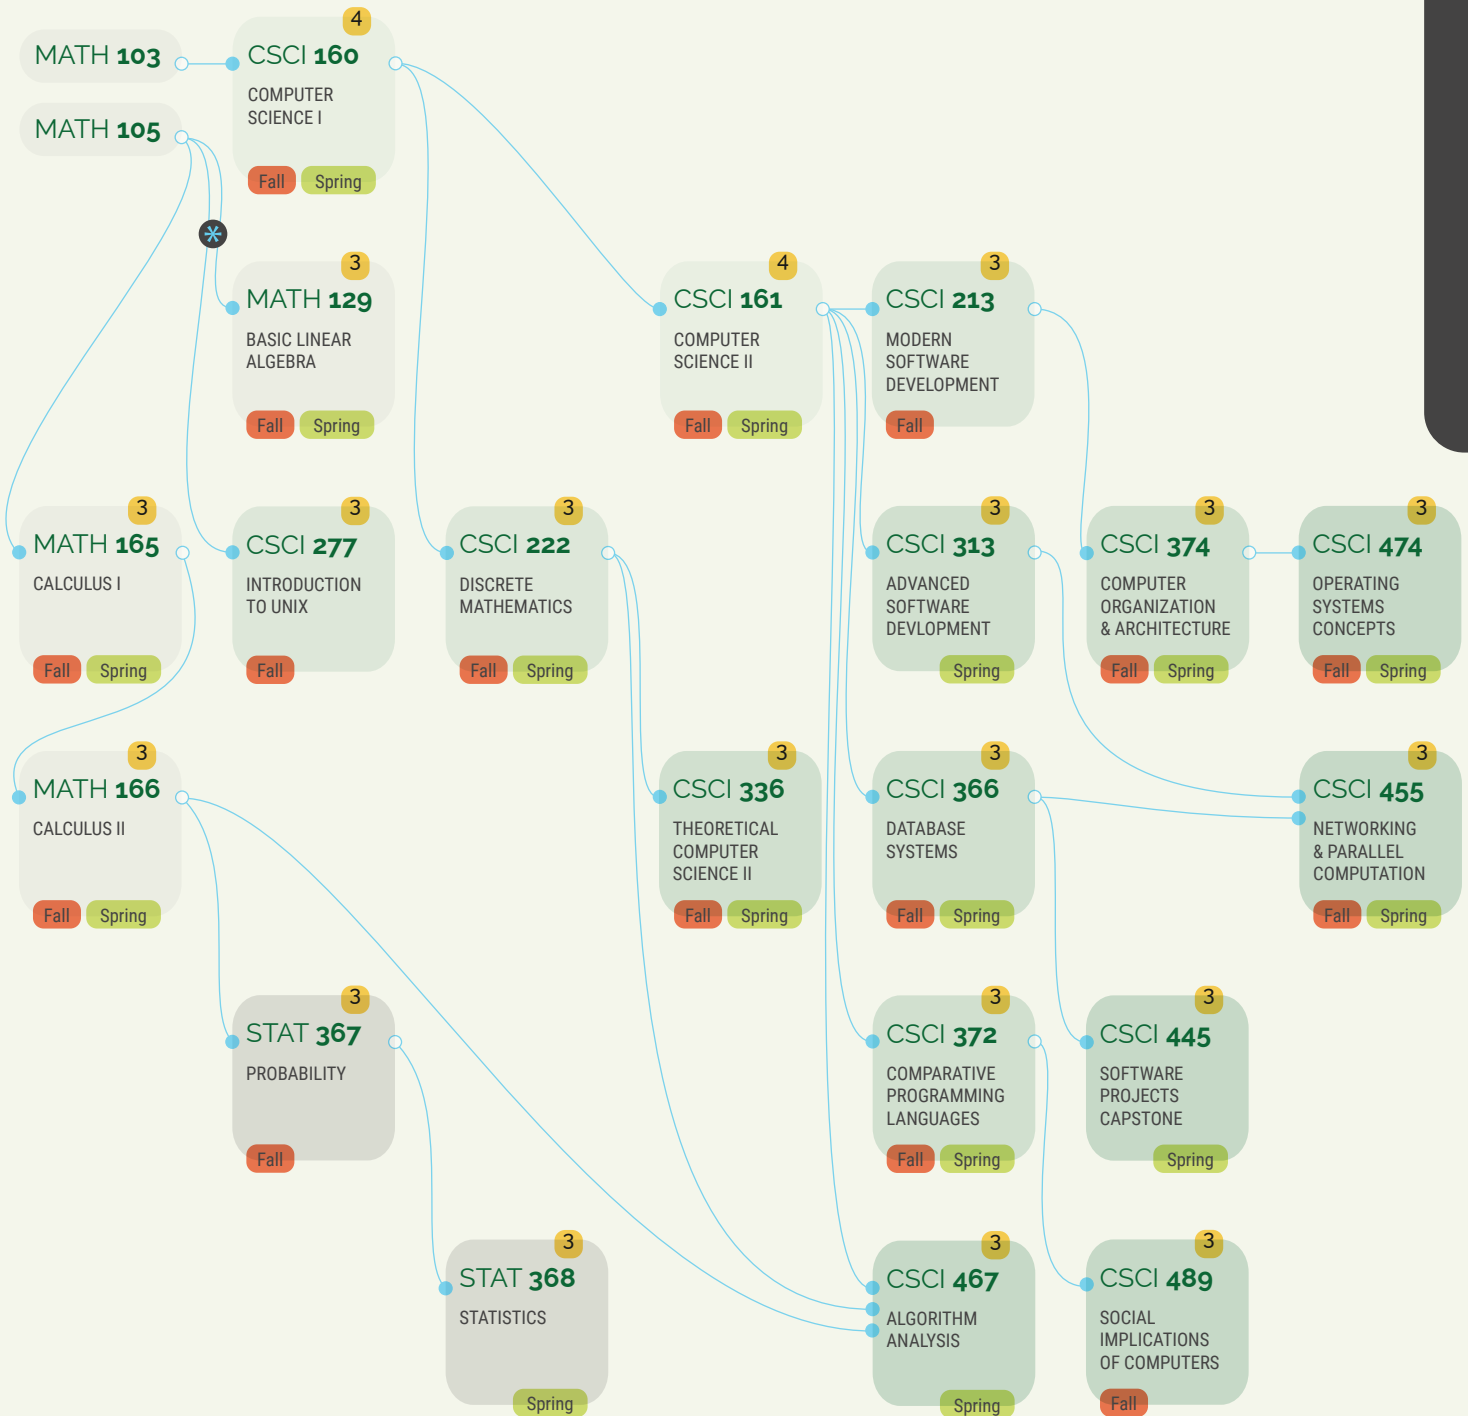 MATH 103
4
CSCI 160
COMPUTER
SCIENCE I
Fall Spring
MATH 105
*
3
MATH 129
BASIC LINEAR
ALGEBRA
Fall Spring
4
CSCI 161
COMPUTER
SCIENCE II
Fall Spring
3
CSCI 213
MODERN
SOFTWARE
DEVELOPMENT
Fall
3
MATH 165
CALCULUS I
Fall Spring
3
CSCI 277
INTRODUCTION
TO UNIX
Fall
3
CSCI 222
DISCRETE
MATHEMATICS
Fall Spring
3
CSCI 313
ADVANCED
SOFTWARE
DEVLOPMENT
Spring
3
CSCI 374
COMPUTER
ORGANIZATION
& ARCHITECTURE
Fall Spring
3
CSCI 474
OPERATING
SYSTEMS
CONCEPTS
Fall Spring
3
MATH 166
CALCULUS II
Fall Spring
3
CSCI 336
THEORETICAL
COMPUTER
SCIENCE II
Fall Spring
3
CSCI 366
DATABASE
SYSTEMS
Fall Spring
3
CSCI 455
NETWORKING
& PARALLEL
COMPUTATION
Fall Spring
3
STAT 367
PROBABILITY
Fall
3
CSCI 372
COMPARATIVE
PROGRAMMING
LANGUAGES
Fall Spring
3
CSCI 445
SOFTWARE
PROJECTS
CAPSTONE
Spring
3
STAT 368
STATISTICS
Spring
3
CSCI 467
ALGORITHM
ANALYSIS
Spring
3
CSCI 489
SOCIAL
IMPLICATIONS
OF COMPUTERS
Fall